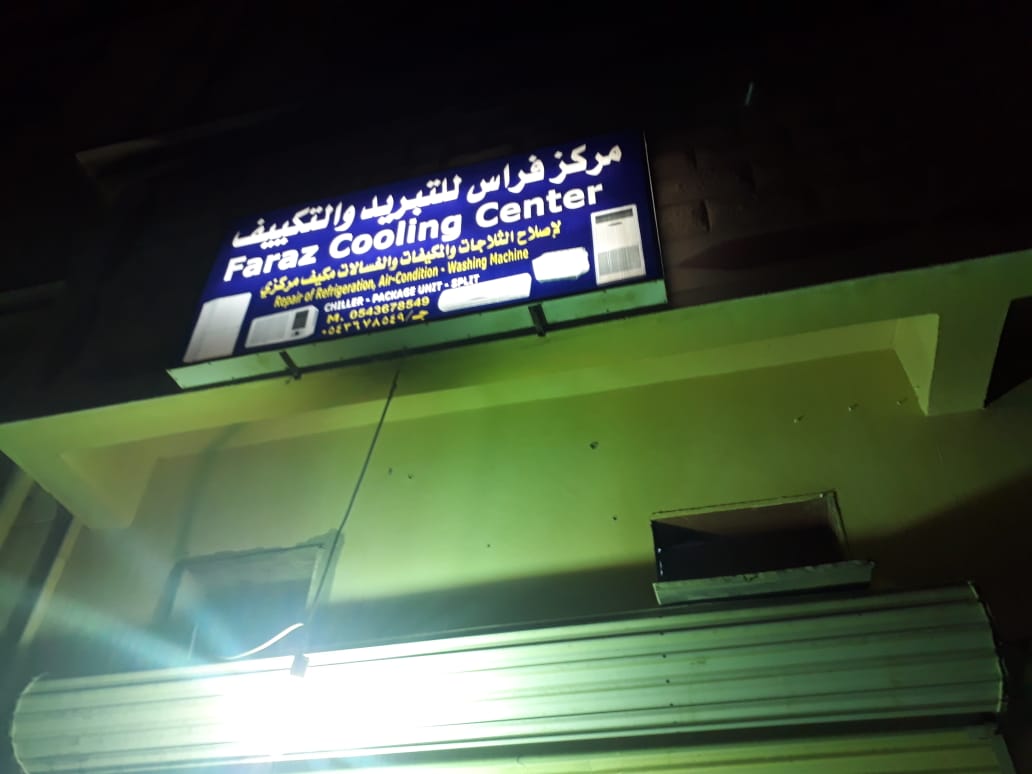 مركز فراس للتبريد والتكييف
Faraz Cooling Center
لإصلاح الثلاجات والمكيفات والغسالات مكيف مركزي
Repair of Refrigeration, Air-Condition - Washing Machine
CHILLER - PACKAGE UNIT - SPLIT
M. 0543678549
جـ/٠٥٤٣٦٧٨٥٤٩